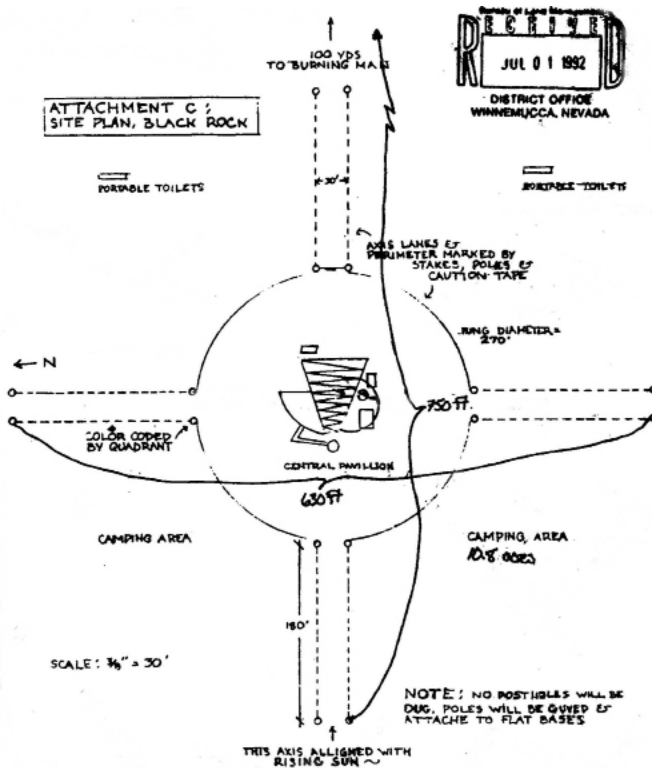 Bureau of Land Management
RECEIVED
JUL 0 1 1992
DISTRICT OFFICE
WINNEMUCCA, NEVADA
100 YDS
TO BURNING MAN
ATTACHMENT C:
SITE PLAN, BLACK ROCK
PORTABLE TOILETS
PORTABLE TOILETS
30'
AXIS LANES &
PERIMETER MARKED BY
STAKES, POLES &
CAUTION TAPE
RING DIAMETER =
270'
N
750 FT
COLOR CODED
BY QUADRANT
CENTRAL PAVILLION
630 FT
CAMPING AREA
CAMPING AREA
10.8 acres
180'
SCALE: 3/8" = 30'
NOTE: NO POSTHOLES WILL BE
DUG, POLES WILL BE GUYED &
ATTACHE TO FLAT BASES
THIS AXIS ALLIGNED WITH
RISING SUN ~